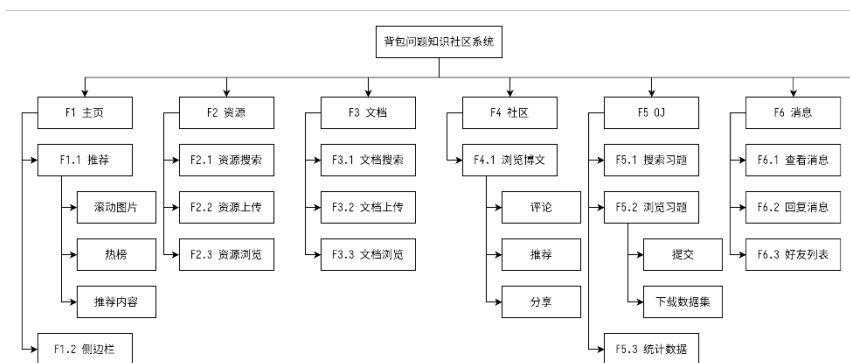 背包问题知识社区系统
F1 主页
F2 资源
F3 文档
F4 社区
F5 OJ
F6 消息
F1.1 推荐
F2.1 资源搜索
F3.1 文档搜索
F4.1 浏览博文
F5.1 搜索习题
F6.1 查看消息
滚动图片
F2.2 资源上传
F3.2 文档上传
评论
F5.2 浏览习题
F6.2 回复消息
热榜
F2.3 资源浏览
F3.3 文档浏览
推荐
提交
F6.3 好友列表
推荐内容
分享
下载数据集
F1.2 侧边栏
F5.3 统计数据